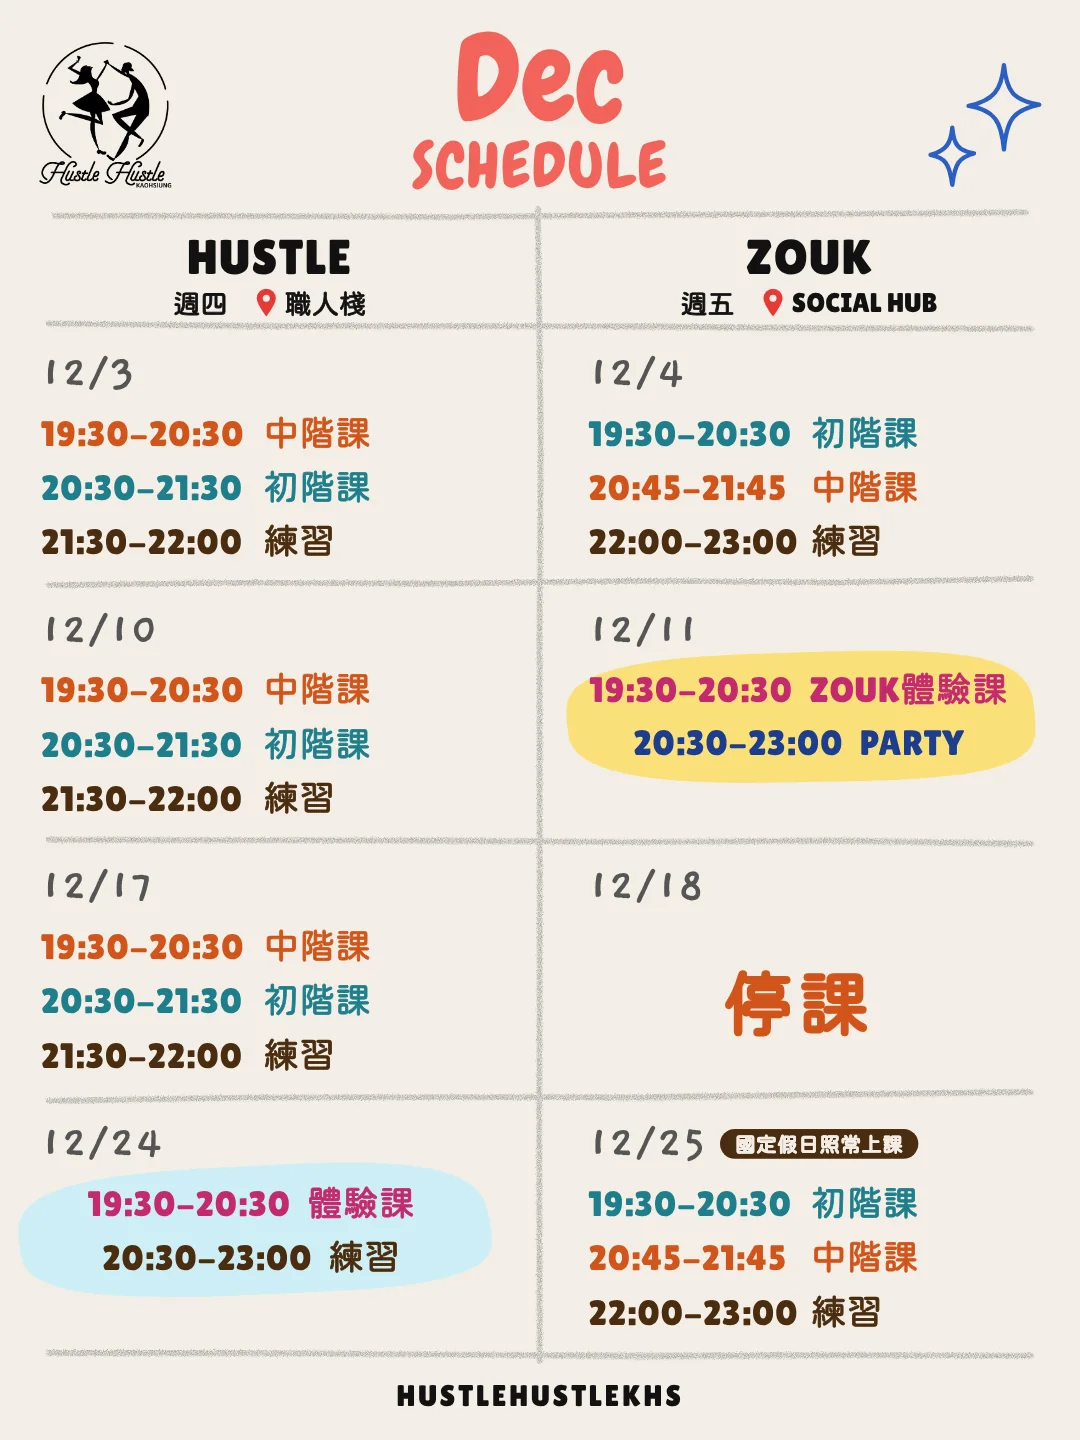 Hustle Hustle
KAOHSIUNG
Dec
SCHEDULE
HUSTLE
週四 職人棧
12/3
19:30–20:30 中階課
20:30–21:30 初階課
21:30–22:00 練習
12/10
19:30–20:30 中階課
20:30–21:30 初階課
21:30–22:00 練習
12/17
19:30–20:30 中階課
20:30–21:30 初階課
21:30–22:00 練習
12/24
19:30–20:30 體驗課
20:30–23:00 練習
ZOUK
週五 SOCIAL HUB
12/4
19:30–20:30 初階課
20:45–21:45 中階課
22:00–23:00 練習
12/11
19:30–20:30 ZOUK體驗課
20:30–23:00 PARTY
12/18
停課
12/25 國定假日照常上課
19:30–20:30 初階課
20:45–21:45 中階課
22:00–23:00 練習
HUSTLEHUSTLEKHS